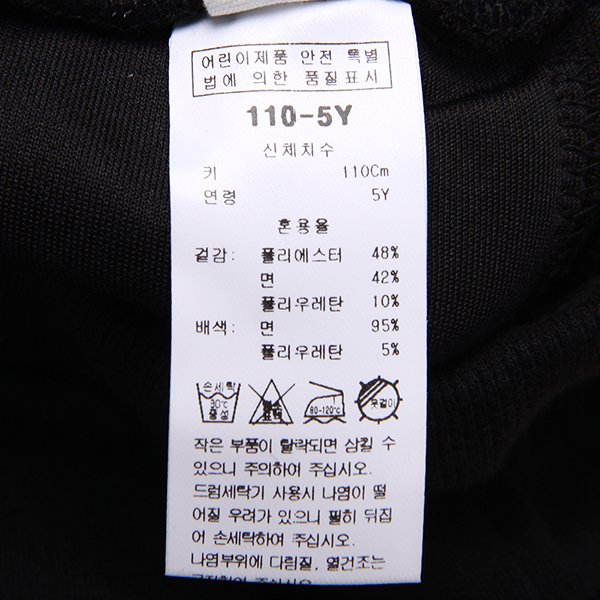 어린이제품 안전 특별
법에 의한 품질표시
110-5Y
신체치수
키 110Cm
연령 5Y
혼용율
겉감: 폴리에스터 48%
면 42%
폴리우레탄 10%
배색: 면 95%
폴리우레탄 5%
손세탁 30℃ 중성
80-120℃
옷걸이
작은 부품이 탈락되면 삼킬 수
있으니 주의하여 주십시오.
드럼세탁기 사용시 나염이 떨
어질 우려가 있으니 필히 뒤집
어 손세탁하여 주십시오.
나염부위에 다림질, 열건조는